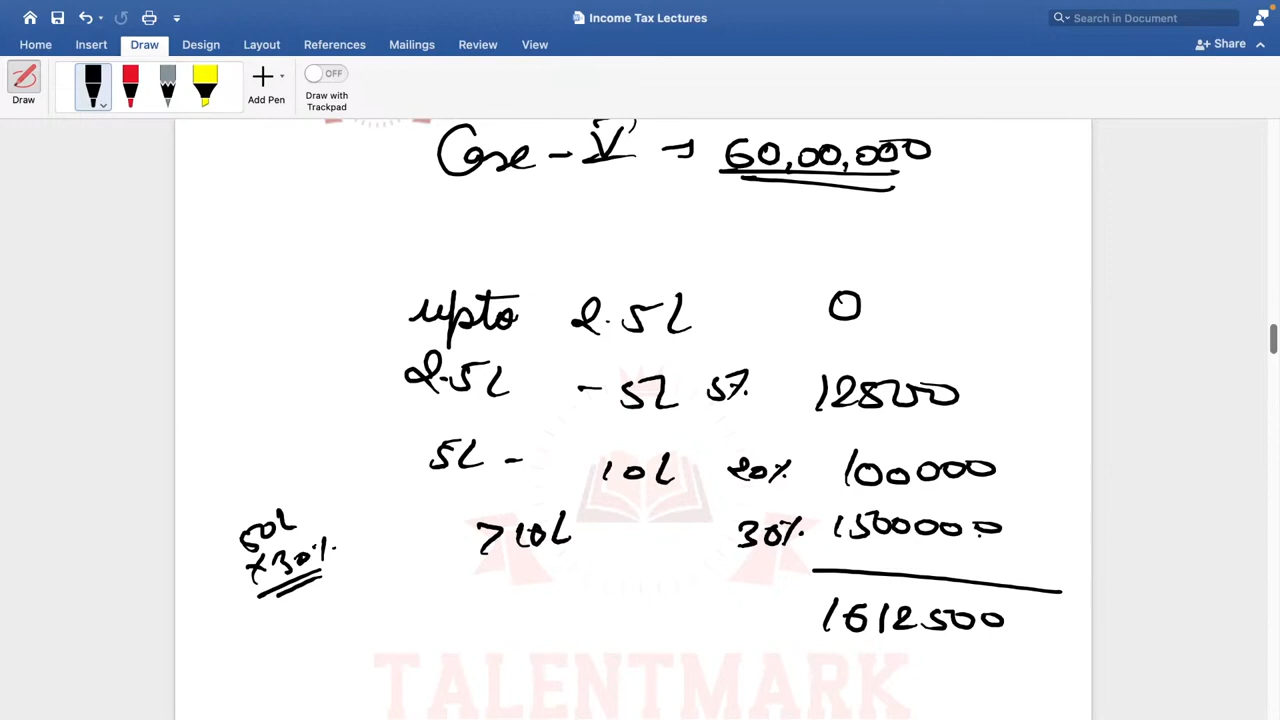 Income Tax Lectures
Search in Document
Home Insert Draw Design Layout References Mailings Review View
Share
Draw
Add Pen
OFF
Draw with
Trackpad
Case - V → 60,00,000
upto 2.5L 0
2.5L - 5L 5% 12500
5L - 10L 20% 100000
>10L 30% 1500000
50L
x30%
1612500
TALENTMARK